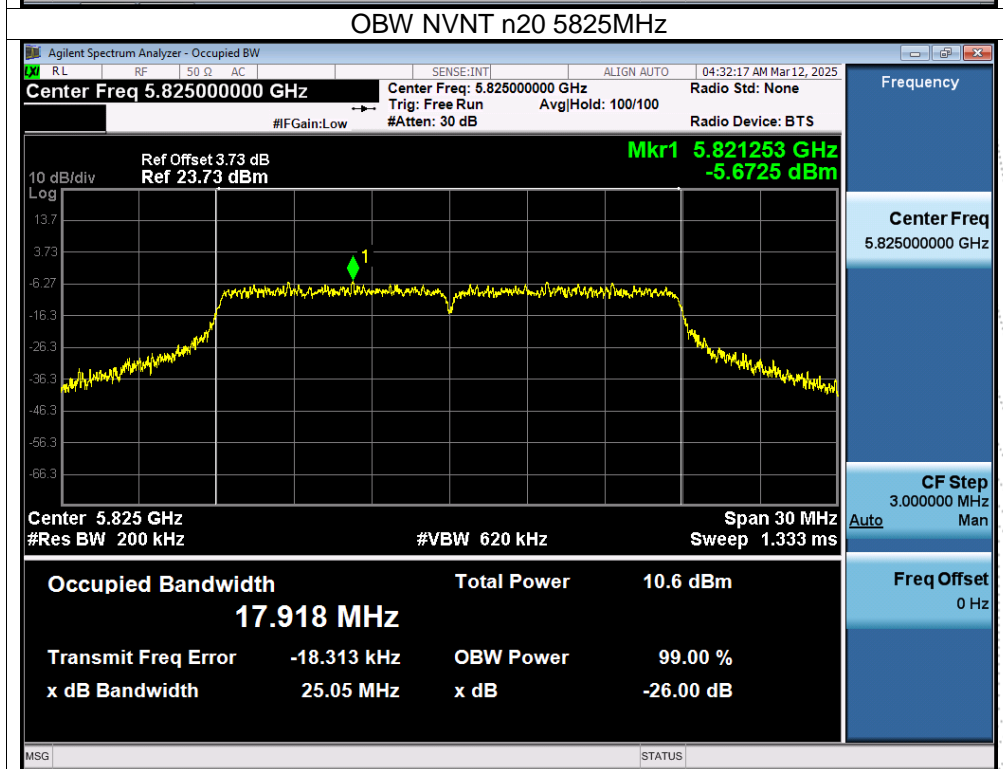 OBW NVNT n20 5825MHz
Agilent Spectrum Analyzer - Occupied BW
LXI RL RF 50 Ω AC SENSE:INT ALIGN AUTO 04:32:17 AM Mar 12, 2025
Center Freq 5.825000000 GHz Center Freq: 5.825000000 GHz Radio Std: None Frequency
Trig: Free Run Avg|Hold: 100/100
#IFGain:Low #Atten: 30 dB Radio Device: BTS
Mkr1 5.821253 GHz
Ref Offset 3.73 dB
10 dB/div Ref 23.73 dBm -5.6725 dBm
Log
13.7
3.73
-6.27
-16.3
-26.3
-36.3
-46.3
-56.3
-66.3
1
Center Freq
5.825000000 GHz
Center 5.825 GHz Span 30 MHz
#Res BW 200 kHz #VBW 620 kHz Sweep 1.333 ms
CF Step
3.000000 MHz
Auto Man
Occupied Bandwidth Total Power 10.6 dBm
17.918 MHz
Transmit Freq Error -18.313 kHz OBW Power 99.00 %
x dB Bandwidth 25.05 MHz x dB -26.00 dB
Freq Offset
0 Hz
MSG STATUS